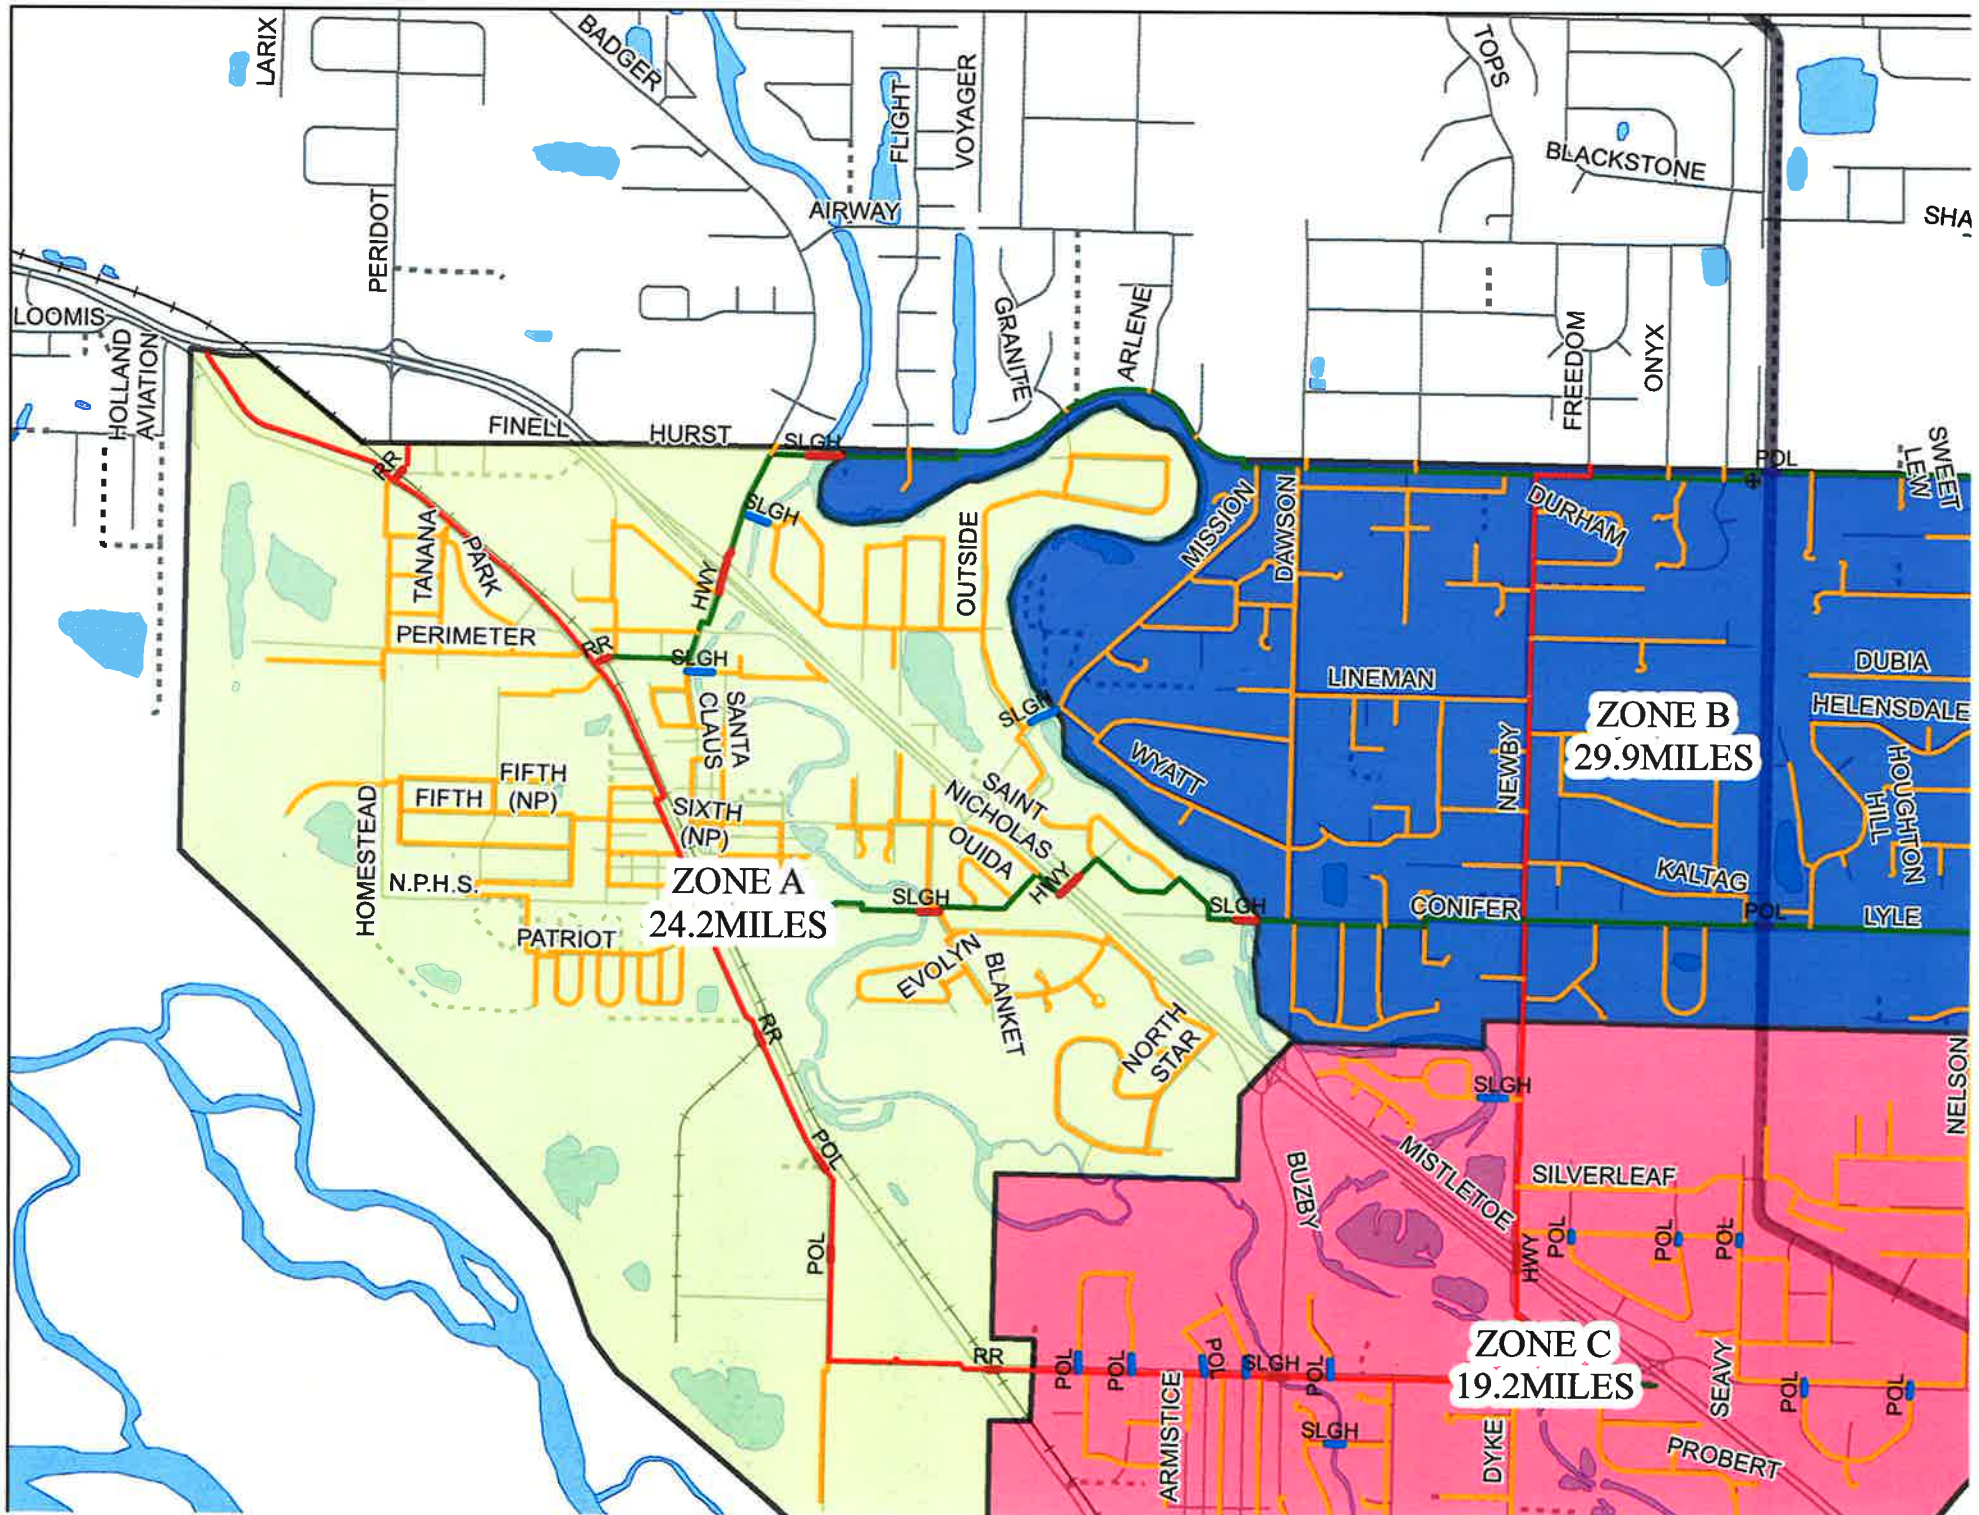 LARIX
BADGER
FLIGHT
VOYAGER
TOPS
BLACKSTONE
AIRWAY
SHA
PERIDOT
LOOMIS
HOLLAND
AVIATION
GRANITE
ARLENE
FREEDOM
ONYX
FINELL
HURST
SLGH
POL
SWEET
LEW
RR
SLGH
MISSION
DAWSON
DURHAM
TANANA
PARK
HWY
OUTSIDE
PERIMETER
RR
SLGH
LINEMAN
DUBIA
HELENSDALE
SANTA
CLAUS
SLGH
ZONE B
29.9MILES
WYATT
NEWBY
HOUGHTON
HILL
FIFTH
(NP)
FIFTH
SIXTH
(NP)
SAINT
NICHOLAS
OUIDA
HOMESTEAD
N.P.H.S.
ZONE A
24.2MILES
SLGH
HWY
SLGH
CONIFER
KALTAG
POL
LYLE
PATRIOT
EVOLYN
BLANKET
RR
NORTH
STAR
NELSON
SLGH
POL
MISTLETOE
SILVERLEAF
BUZBY
POL
HWY
POL
POL
POL
RR
POL
POL
POL
SLGH
POL
ZONE C
19.2MILES
SEAVY
POL
POL
ARMISTICE
SLGH
DYKE
PROBERT